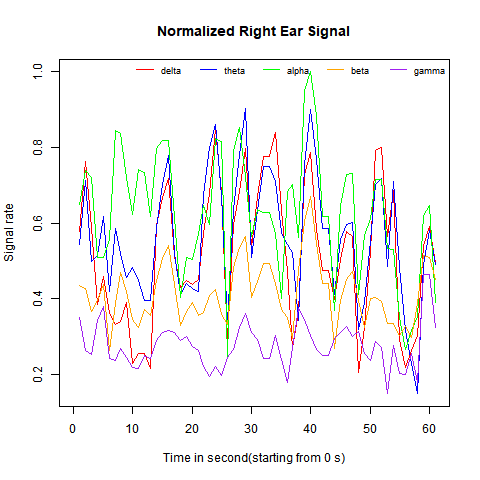 Normalized Right Ear Signal
delta theta alpha beta gamma
1.0
0.8
0.6
0.4
0.2
Signal rate
0 10 20 30 40 50 60
Time in second(starting from 0 s)